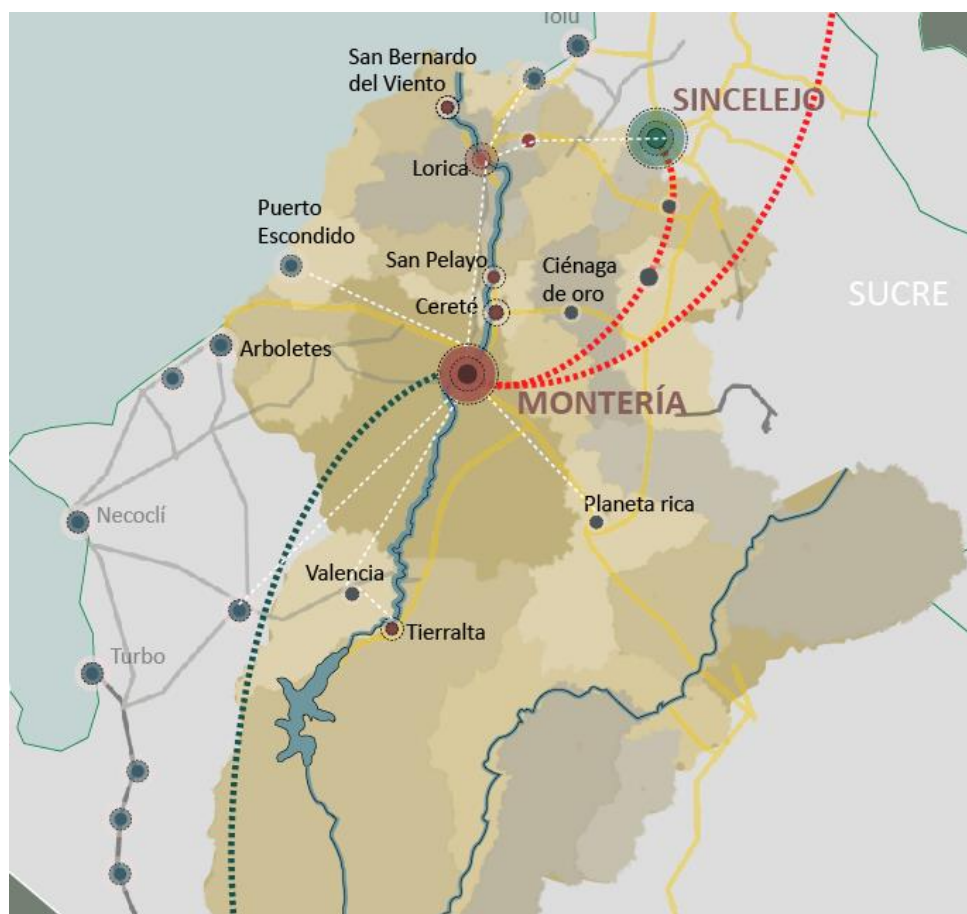 Tolú
San Bernardo
del Viento
SINCELEJO
Lorica
Puerto
Escondido
San Pelayo
Ciénaga
de oro
SUCRE
Cereté
Arboletes
MONTERÍA
Necoclí
Planeta rica
Valencia
Tierralta
Turbo